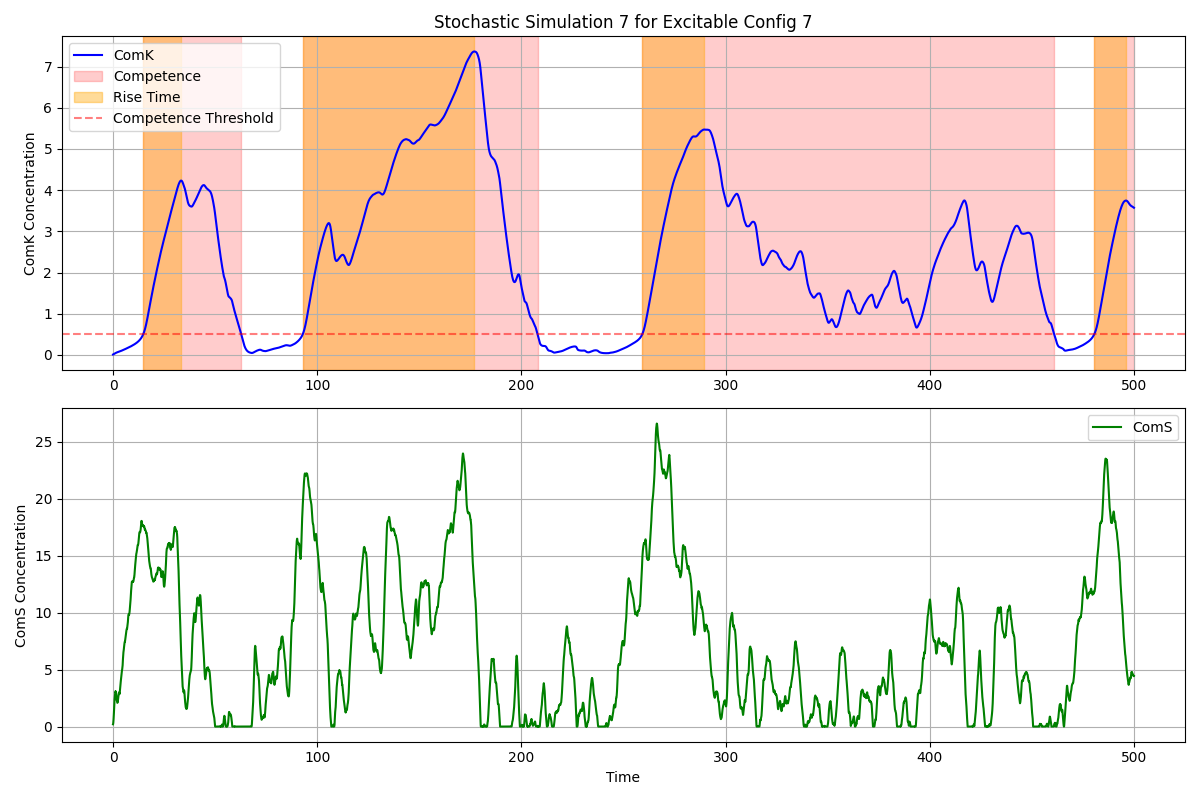 Stochastic Simulation 7 for Excitable Config 7
ComK
Competence
Rise Time
Competence Threshold
ComK Concentration
7
6
5
4
3
2
1
0
0 100 200 300 400 500
ComS
ComS Concentration
25
20
15
10
5
0
0 100 200 300 400 500
Time